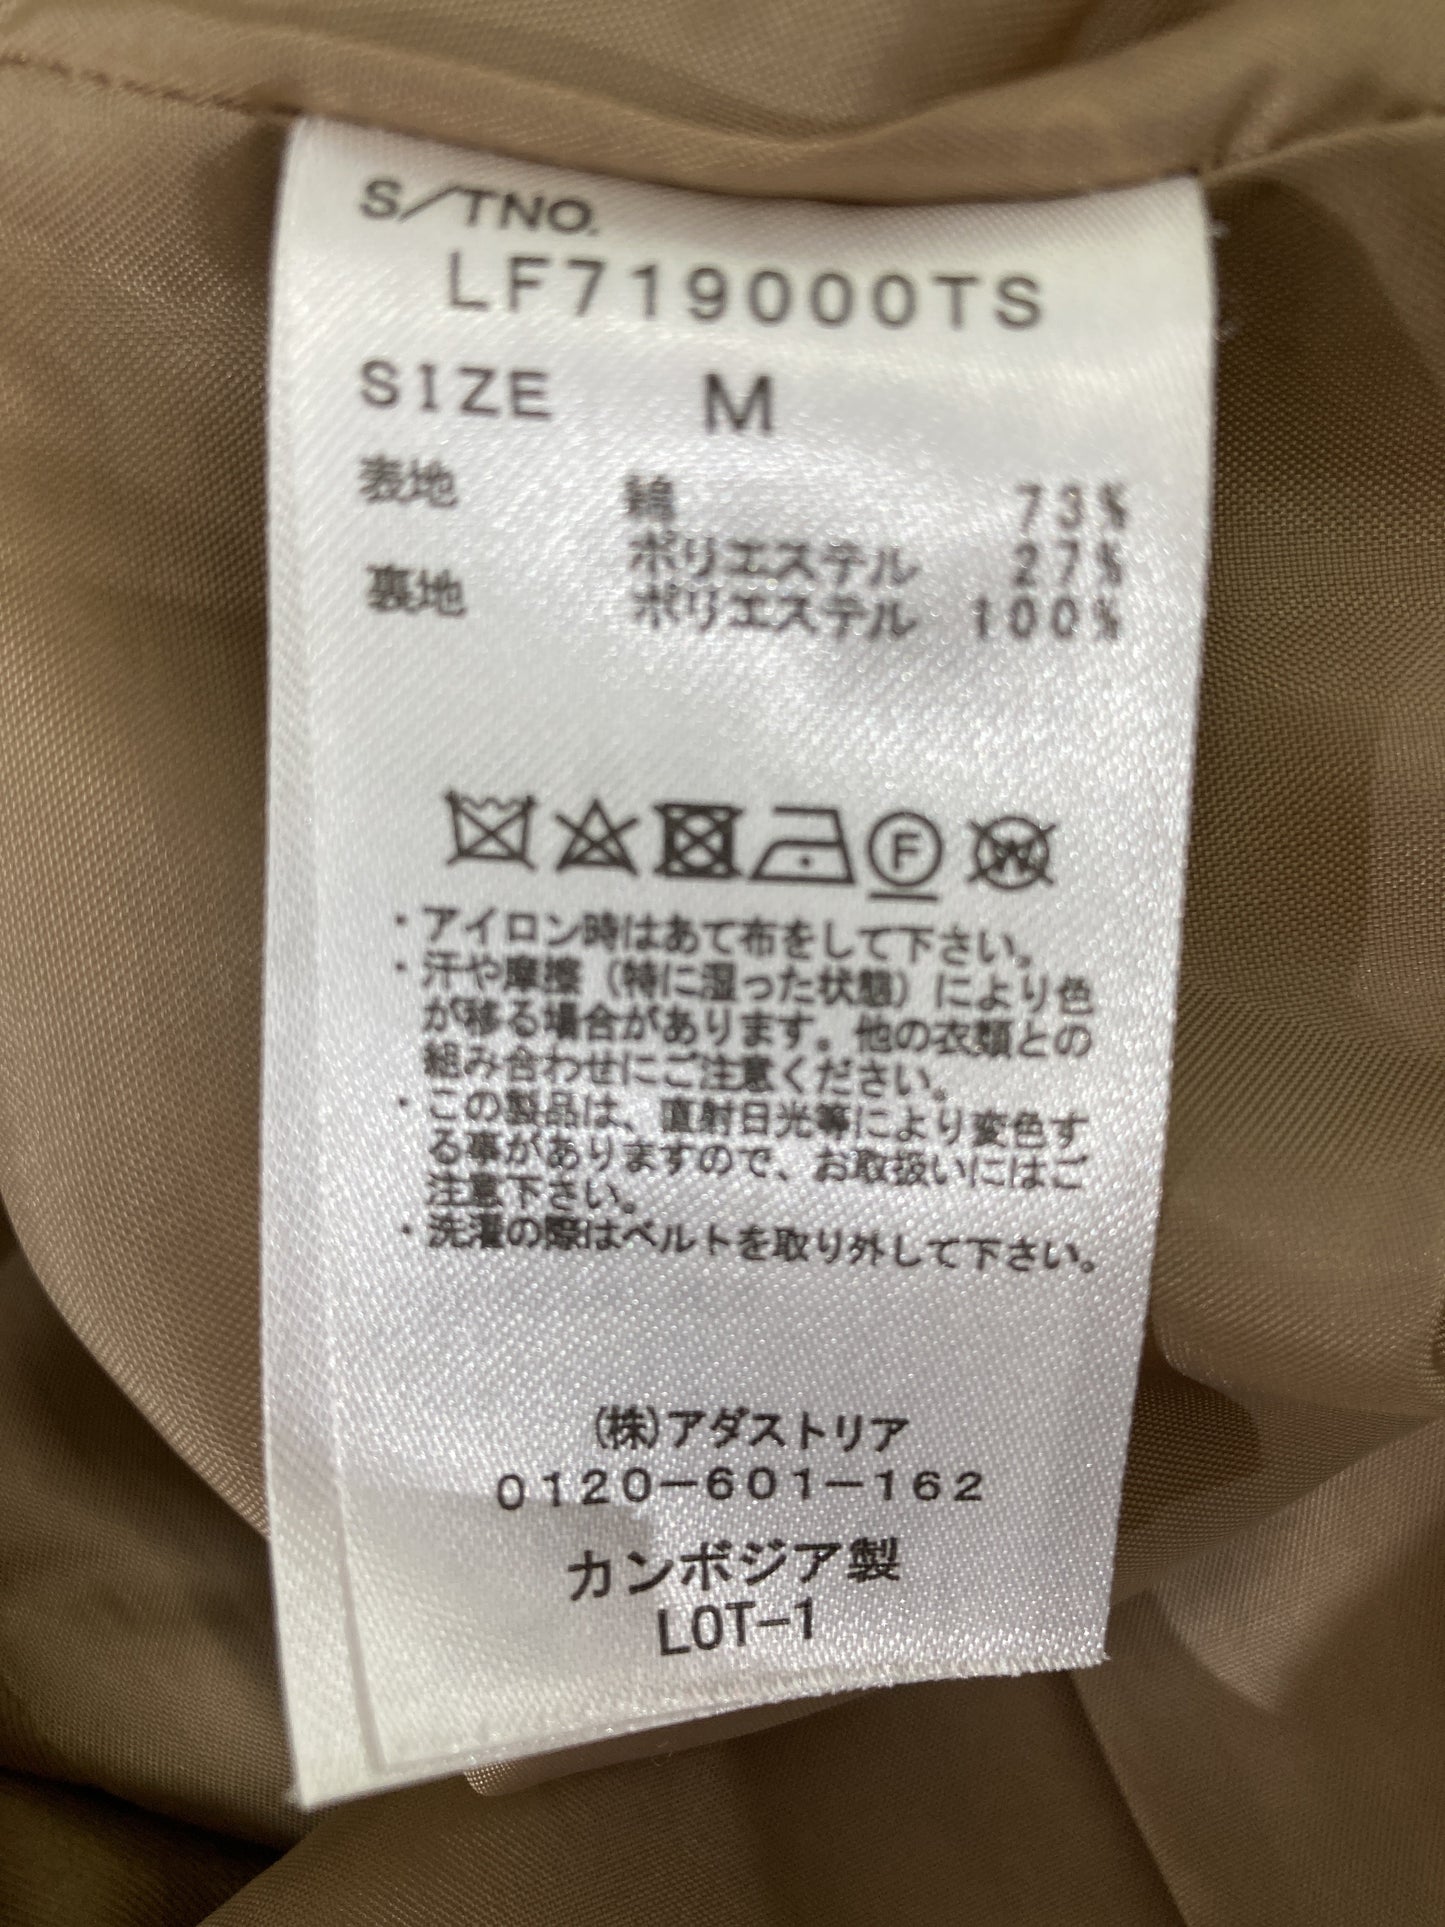 S/TNO.
LF719000TS
SIZE M
表地 綿 73%
ポリエステル 27%
裏地 ポリエステル 100%
F W
・アイロン時はあて布をして下さい。
・汗や摩擦（特に湿った状態）により色
が移る場合があります。他の衣類との
組み合わせにご注意ください。
・この製品は、直射日光等により変色す
る事がありますので、お取扱いにはご
注意下さい。
・洗濯の際はベルトを取り外して下さい。
(株)アダストリア
0120-601-162
カンボジア製
LOT-1